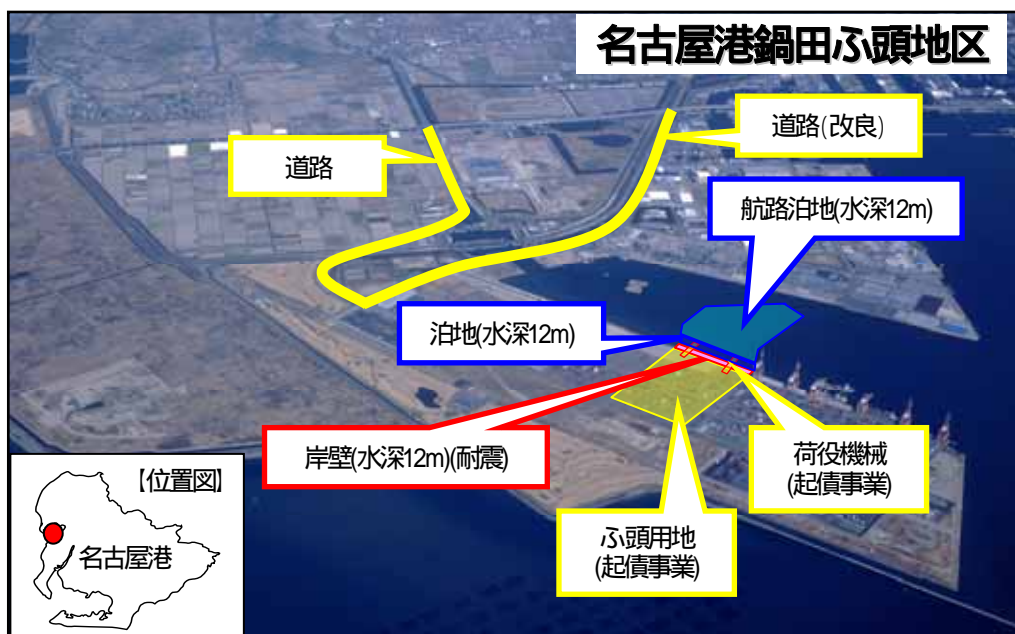 名古屋港鍋田ふ頭地区
道路(改良)
道路
航路泊地(水深12m)
泊地(水深12m)
岸壁(水深12m)(耐震)
荷役機械
(起債事業)
ふ頭用地
(起債事業)
【位置図】
名古屋港